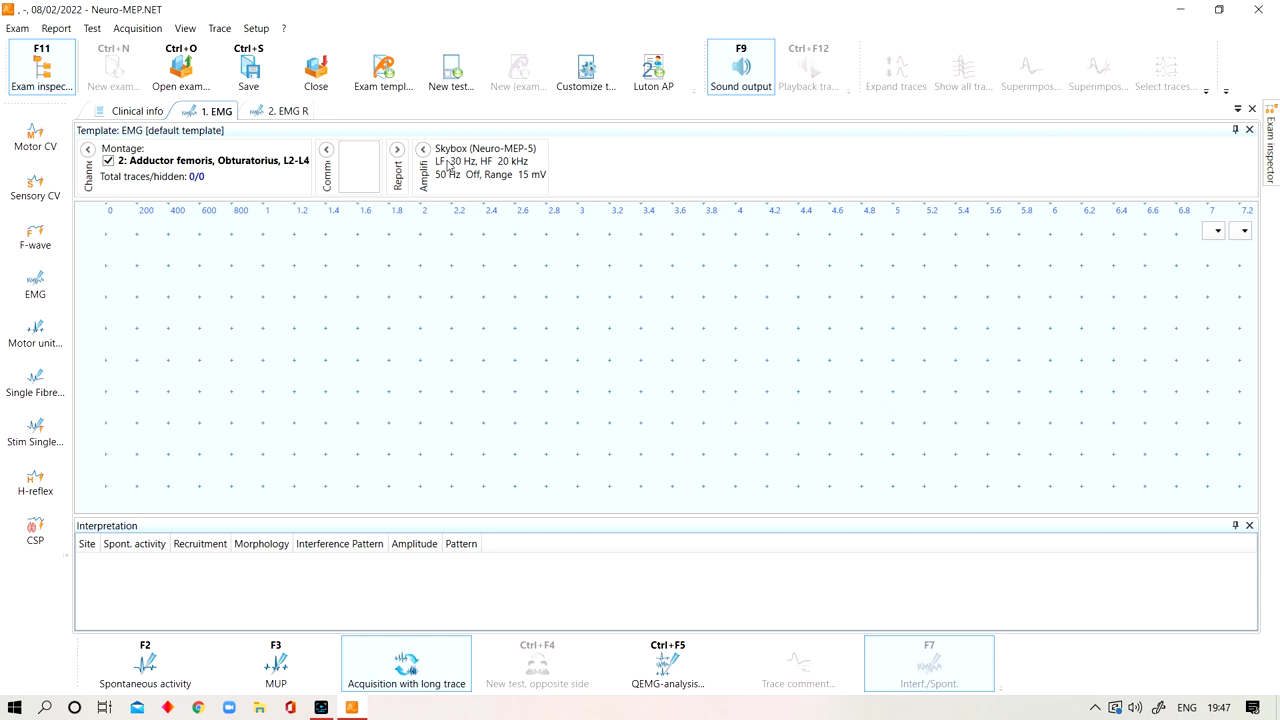 , -, 08/02/2022 - Neuro-MEP.NET
Exam Report Test Acquisition View Trace Setup ?
F11 Ctrl+N Ctrl+O Ctrl+S F9 Ctrl+F12
Exam inspec... New exam... Open exam... Save Close Exam templ... New test... New (exam... Customize t... Luton AP Sound output Playback tra... Expand traces Show all tra... Superimpos... Superimpos... Select traces...
Clinical info 1. EMG 2. EMG R
Template: EMG [default template]
Montage:
2: Adductor femoris, Obturatorius, L2-L4
Total traces/hidden: 0/0
Chann
Comm
Report
Amplifi
Skybox (Neuro-MEP-5)
LF 30 Hz, HF 20 kHz
50 Hz Off, Range 15 mV
Exam inspector
0 200 400 600 800 1 1.2 1.4 1.6 1.8 2 2.2 2.4 2.6 2.8 3 3.2 3.4 3.6 3.8 4 4.2 4.4 4.6 4.8 5 5.2 5.4 5.6 5.8 6 6.2 6.4 6.6 6.8 7 7.2
Motor CV
Sensory CV
F-wave
EMG
Motor unit...
Single Fibre...
Stim Single...
H-reflex
CSP
Interpretation
Site Spont. activity Recruitment Morphology Interference Pattern Amplitude Pattern
F2 F3 Ctrl+F4 Ctrl+F5 F7
Spontaneous activity MUP Acquisition with long trace New test, opposite side QEMG-analysis... Trace comment... Interf./Spont.
ENG 19:47